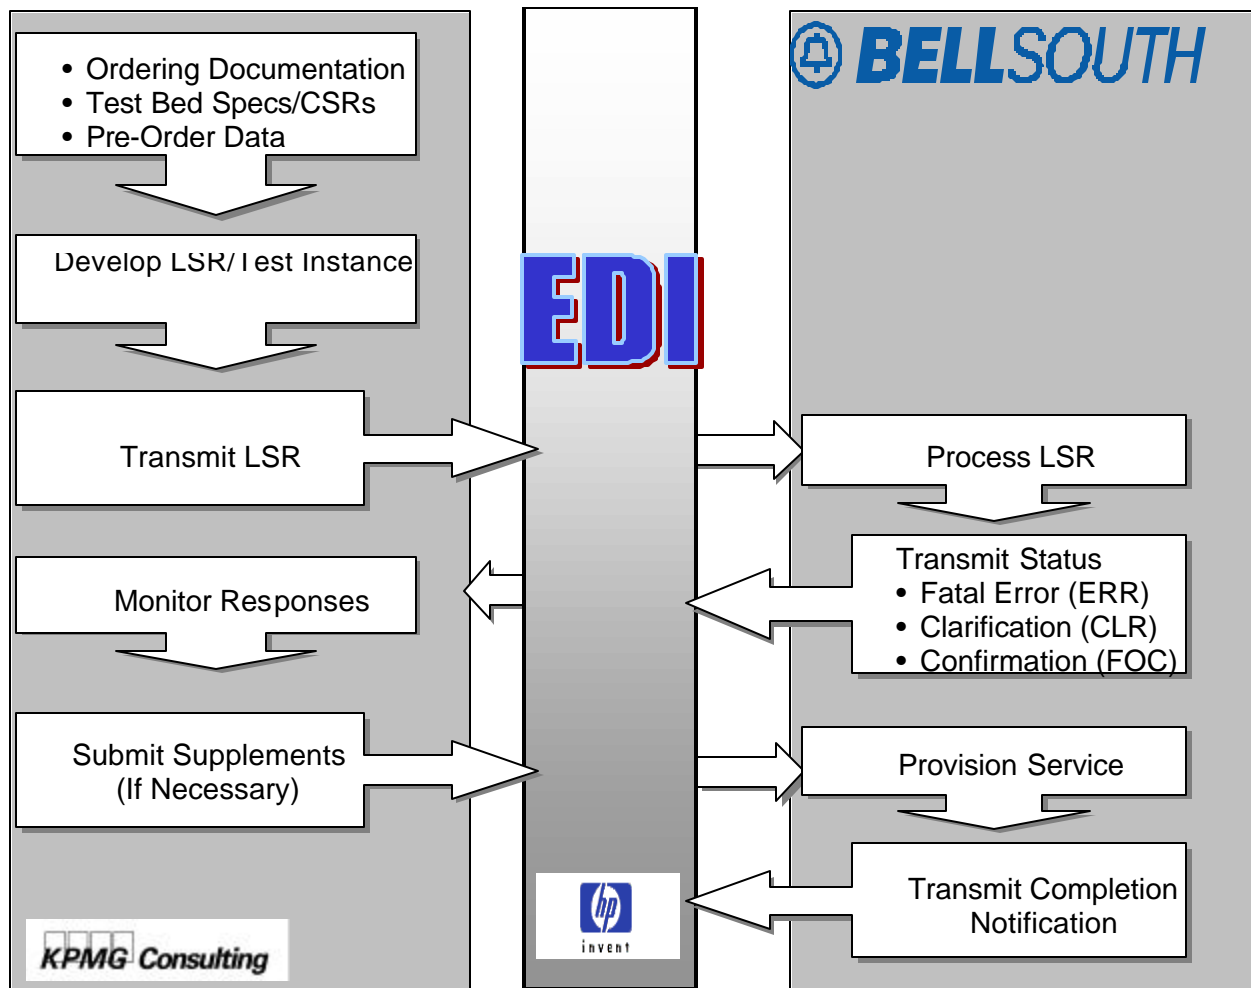 • Ordering Documentation
• Test Bed Specs/CSRs
• Pre-Order Data
Develop LSR/Test Instance
Transmit LSR
Monitor Responses
Submit Supplements
(If Necessary)
KPMG Consulting
EDI
hp
invent
BELLSOUTH
Process LSR
Transmit Status
• Fatal Error (ERR)
• Clarification (CLR)
• Confirmation (FOC)
Provision Service
Transmit Completion
Notification